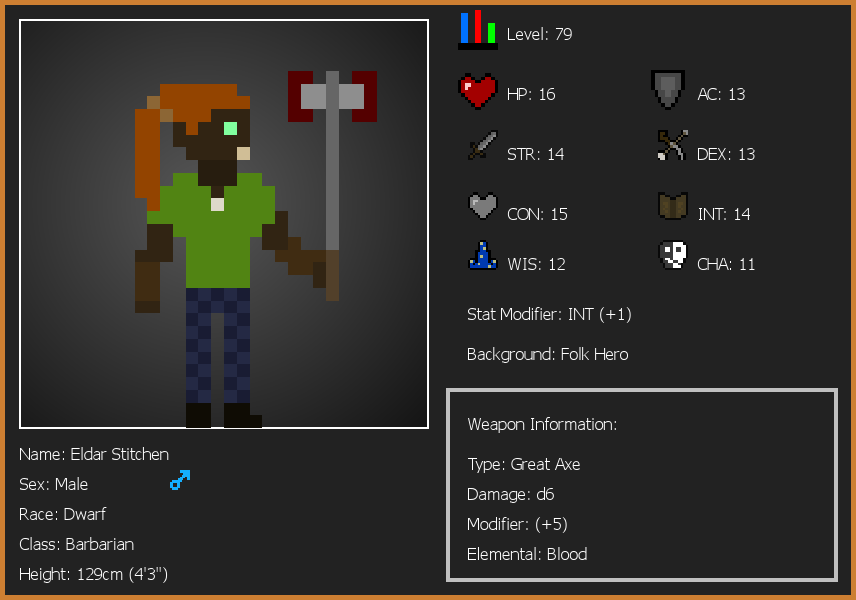 Level: 79
HP: 16
AC: 13
STR: 14
DEX: 13
CON: 15
INT: 14
WIS: 12
CHA: 11
Stat Modifier: INT (+1)
Background: Folk Hero
Weapon Information:
Type: Great Axe
Damage: d6
Modifier: (+5)
Elemental: Blood
Name: Eldar Stitchen
Sex: Male
Race: Dwarf
Class: Barbarian
Height: 129cm (4'3")